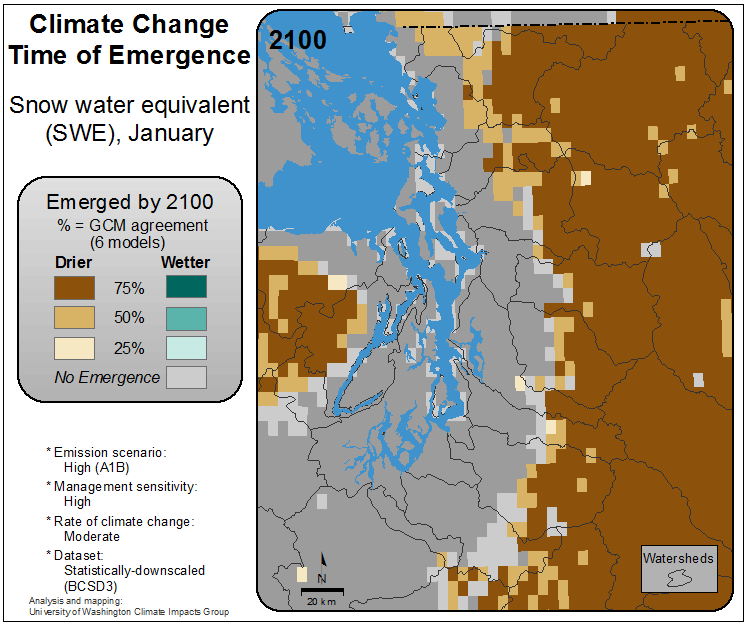 Climate Change
Time of Emergence
Snow water equivalent
(SWE), January
Emerged by 2100
% = GCM agreement
(6 models)
Drier Wetter
75%
50%
25%
No Emergence
* Emission scenario:
High (A1B)
* Management sensitivity:
High
* Rate of climate change:
Moderate
* Dataset:
Statistically-downscaled
(BCSD3)
Analysis and mapping:
University of Washington Climate Impacts Group
2100
N
20 km
Watersheds